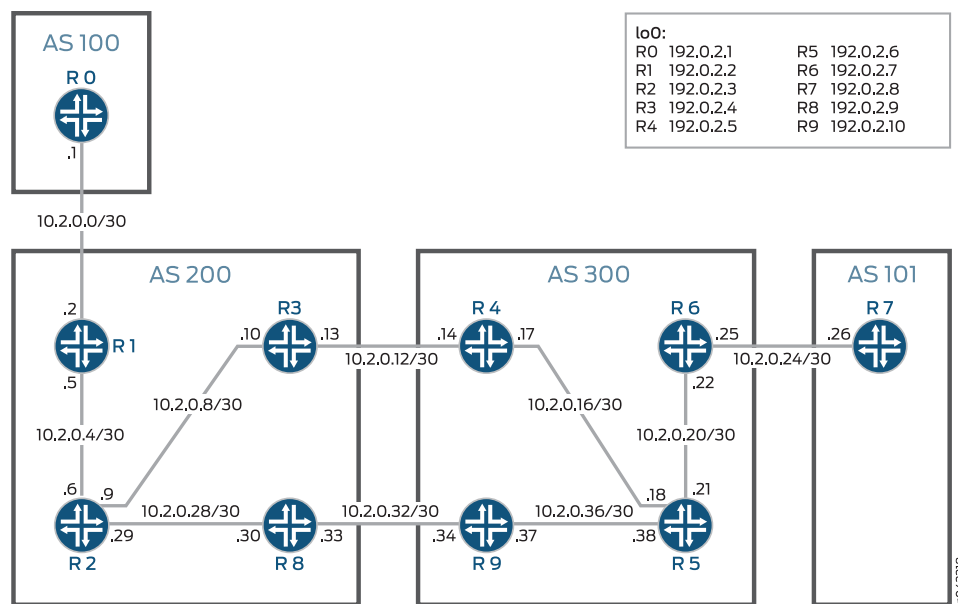 AS 100
R 0
.1
10.2.0.0/30
lo0:
R0 192.0.2.1 R5 192.0.2.6
R1 192.0.2.2 R6 192.0.2.7
R2 192.0.2.3 R7 192.0.2.8
R3 192.0.2.4 R8 192.0.2.9
R4 192.0.2.5 R9 192.0.2.10
AS 200
.2
R 1
.5
10.2.0.4/30
.6
.9
R 2
.29
10.2.0.8/30
.10
R3
.13
10.2.0.28/30
.30
R 8
.33
10.2.0.12/30
10.2.0.32/30
AS 300
.14
R 4
.17
10.2.0.16/30
R 6
.25
.22
10.2.0.20/30
.18
.21
.34
R 9
.37
10.2.0.36/30
.38
R 5
10.2.0.24/30
AS 101
R 7
.26